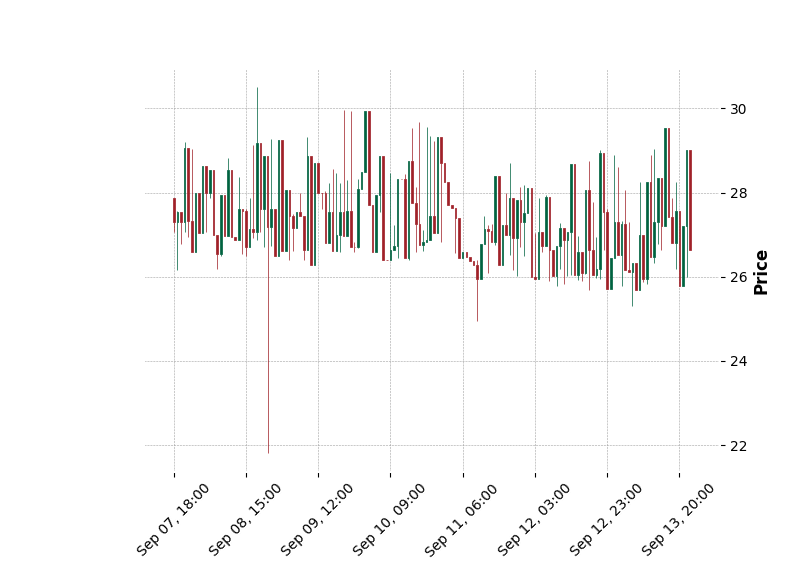 30
28
26
24
22
Price
Sep 07, 18:00
Sep 08, 15:00
Sep 09, 12:00
Sep 10, 09:00
Sep 11, 06:00
Sep 12, 03:00
Sep 12, 23:00
Sep 13, 20:00